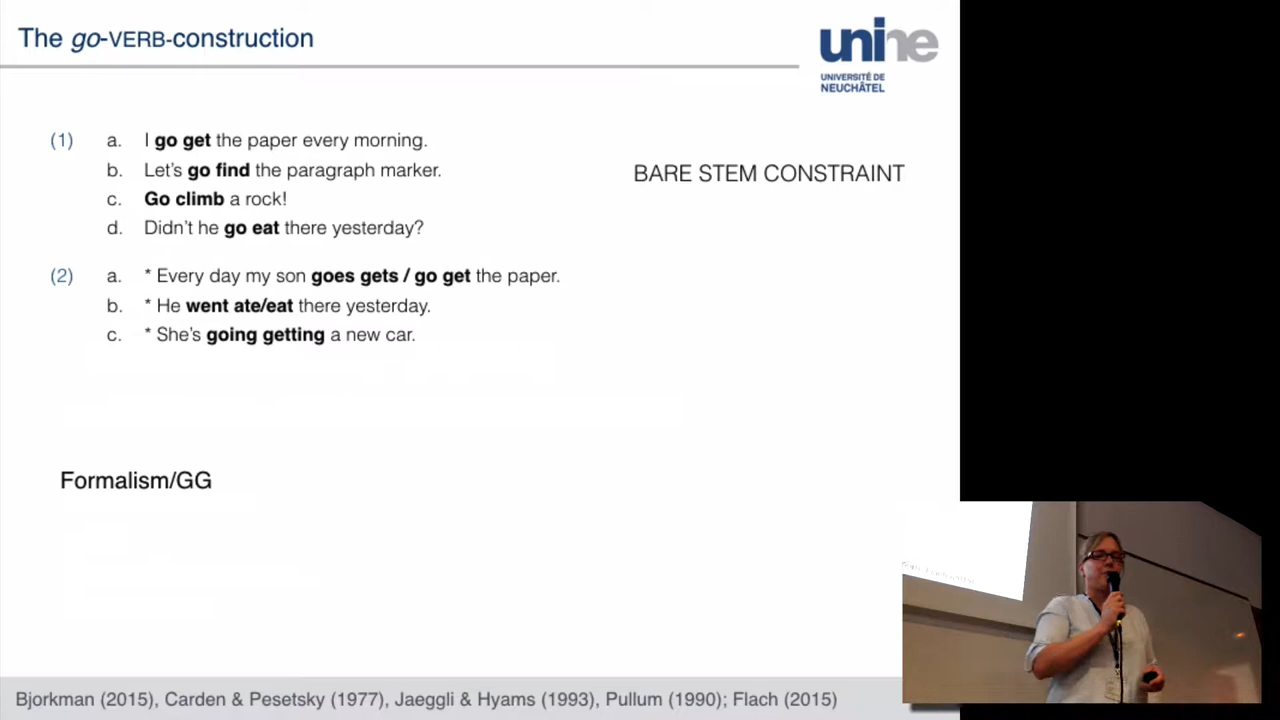 The go-VERB-construction
unine
UNIVERSITÉ DE
NEUCHÂTEL
(1) a. I go get the paper every morning.
b. Let's go find the paragraph marker.
c. Go climb a rock!
d. Didn't he go eat there yesterday?
BARE STEM CONSTRAINT
(2) a. * Every day my son goes gets / go get the paper.
b. * He went ate/eat there yesterday.
c. * She's going getting a new car.
Formalism/GG
Bjorkman (2015), Carden & Pesetsky (1977), Jaeggli & Hyams (1993), Pullum (1990); Flach (2015)